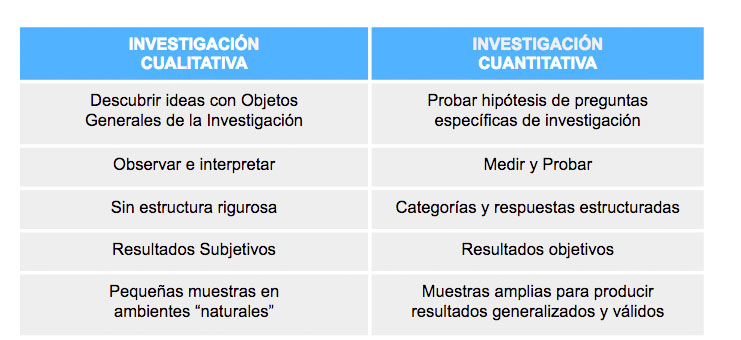 INVESTIGACIÓN
CUALITATIVA
INVESTIGACIÓN
CUANTITATIVA
Descubrir ideas con Objetos
Generales de la Investigación
Probar hipótesis de preguntas
específicas de investigación
Observar e interpretar
Medir y Probar
Sin estructura rigurosa
Categorías y respuestas estructuradas
Resultados Subjetivos
Resultados objetivos
Pequeñas muestras en
ambientes “naturales”
Muestras amplias para producir
resultados generalizados y válidos